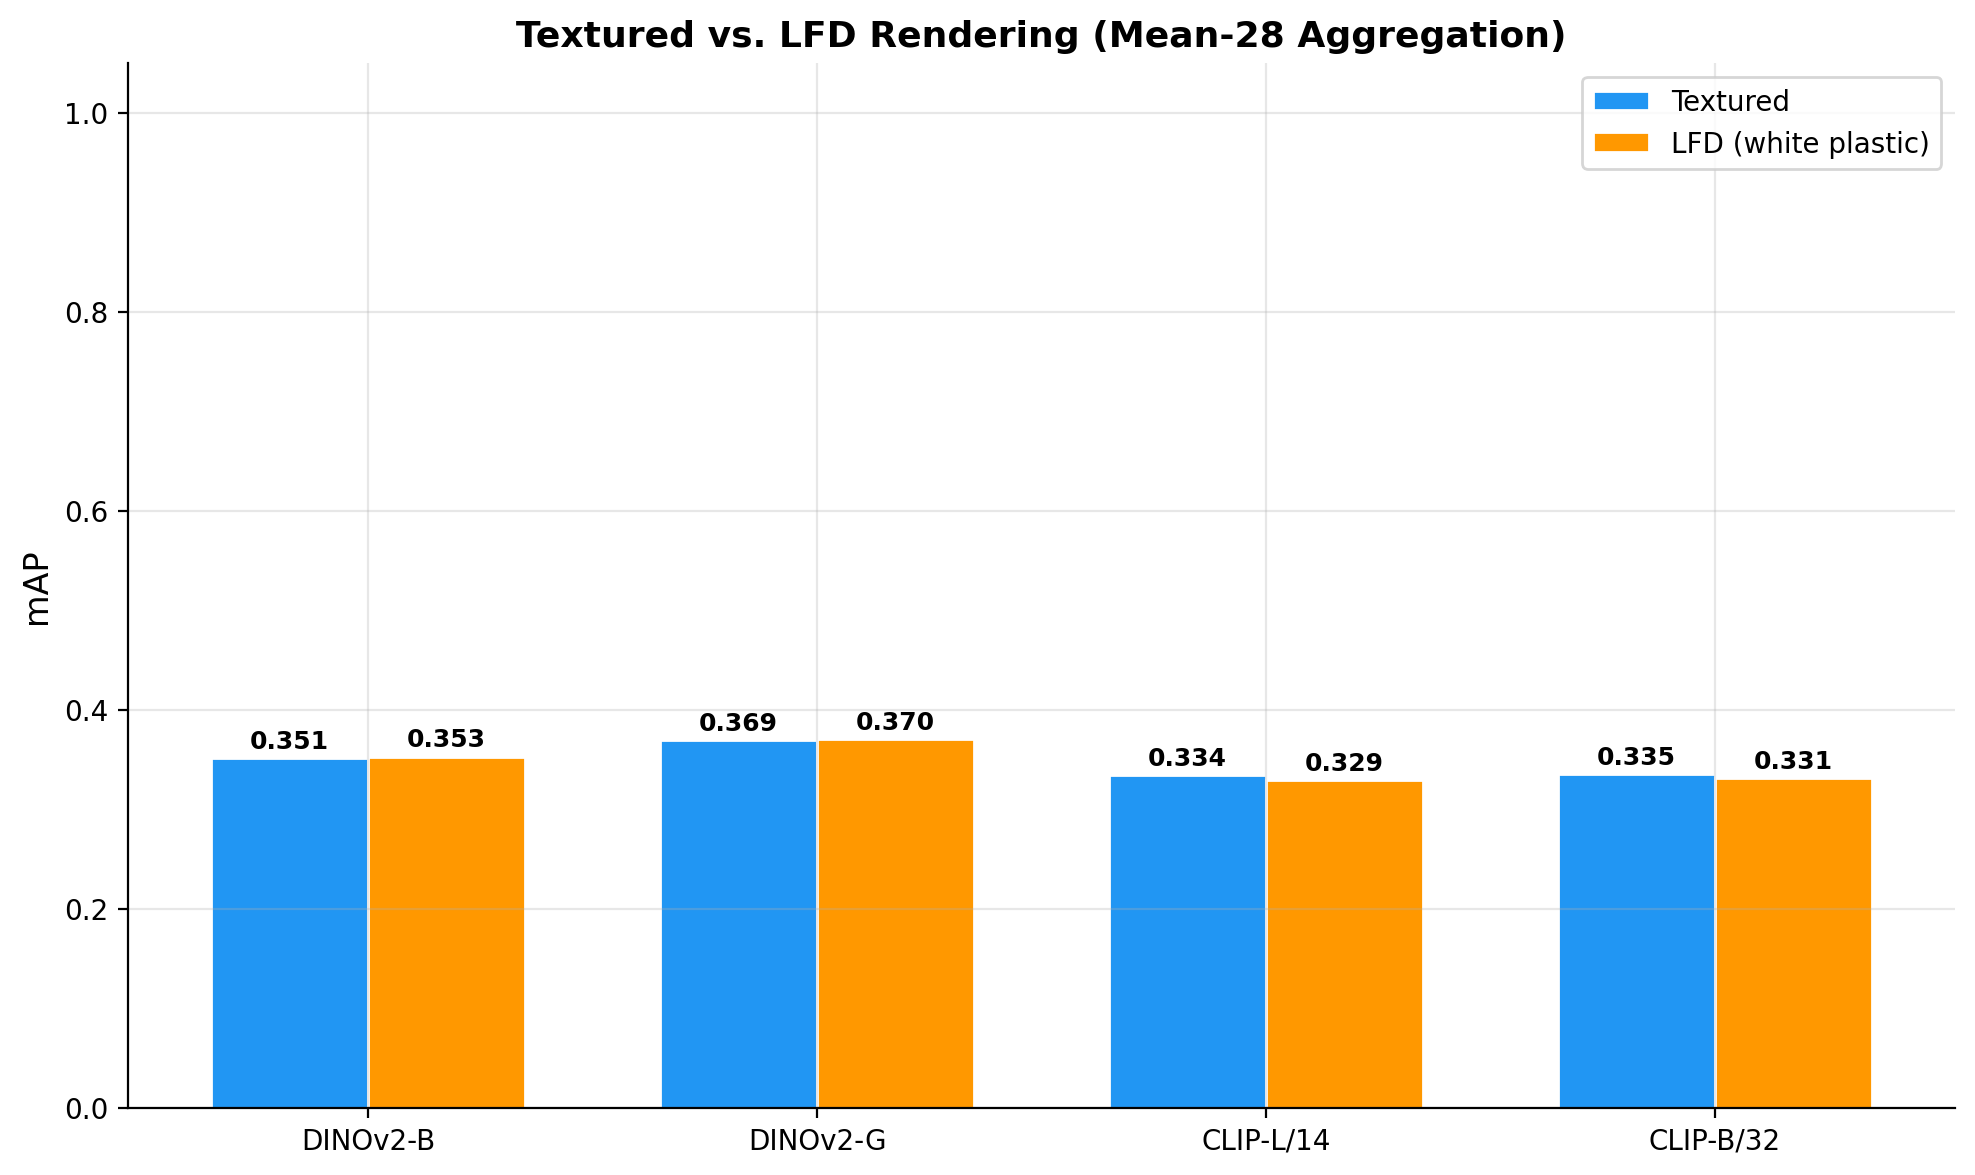 Textured vs. LFD Rendering (Mean-28 Aggregation)
Textured
LFD (white plastic)
mAP
1.0
0.8
0.6
0.4
0.2
0.0
0.351
0.353
0.369
0.370
0.334
0.329
0.335
0.331
DINOv2-B
DINOv2-G
CLIP-L/14
CLIP-B/32